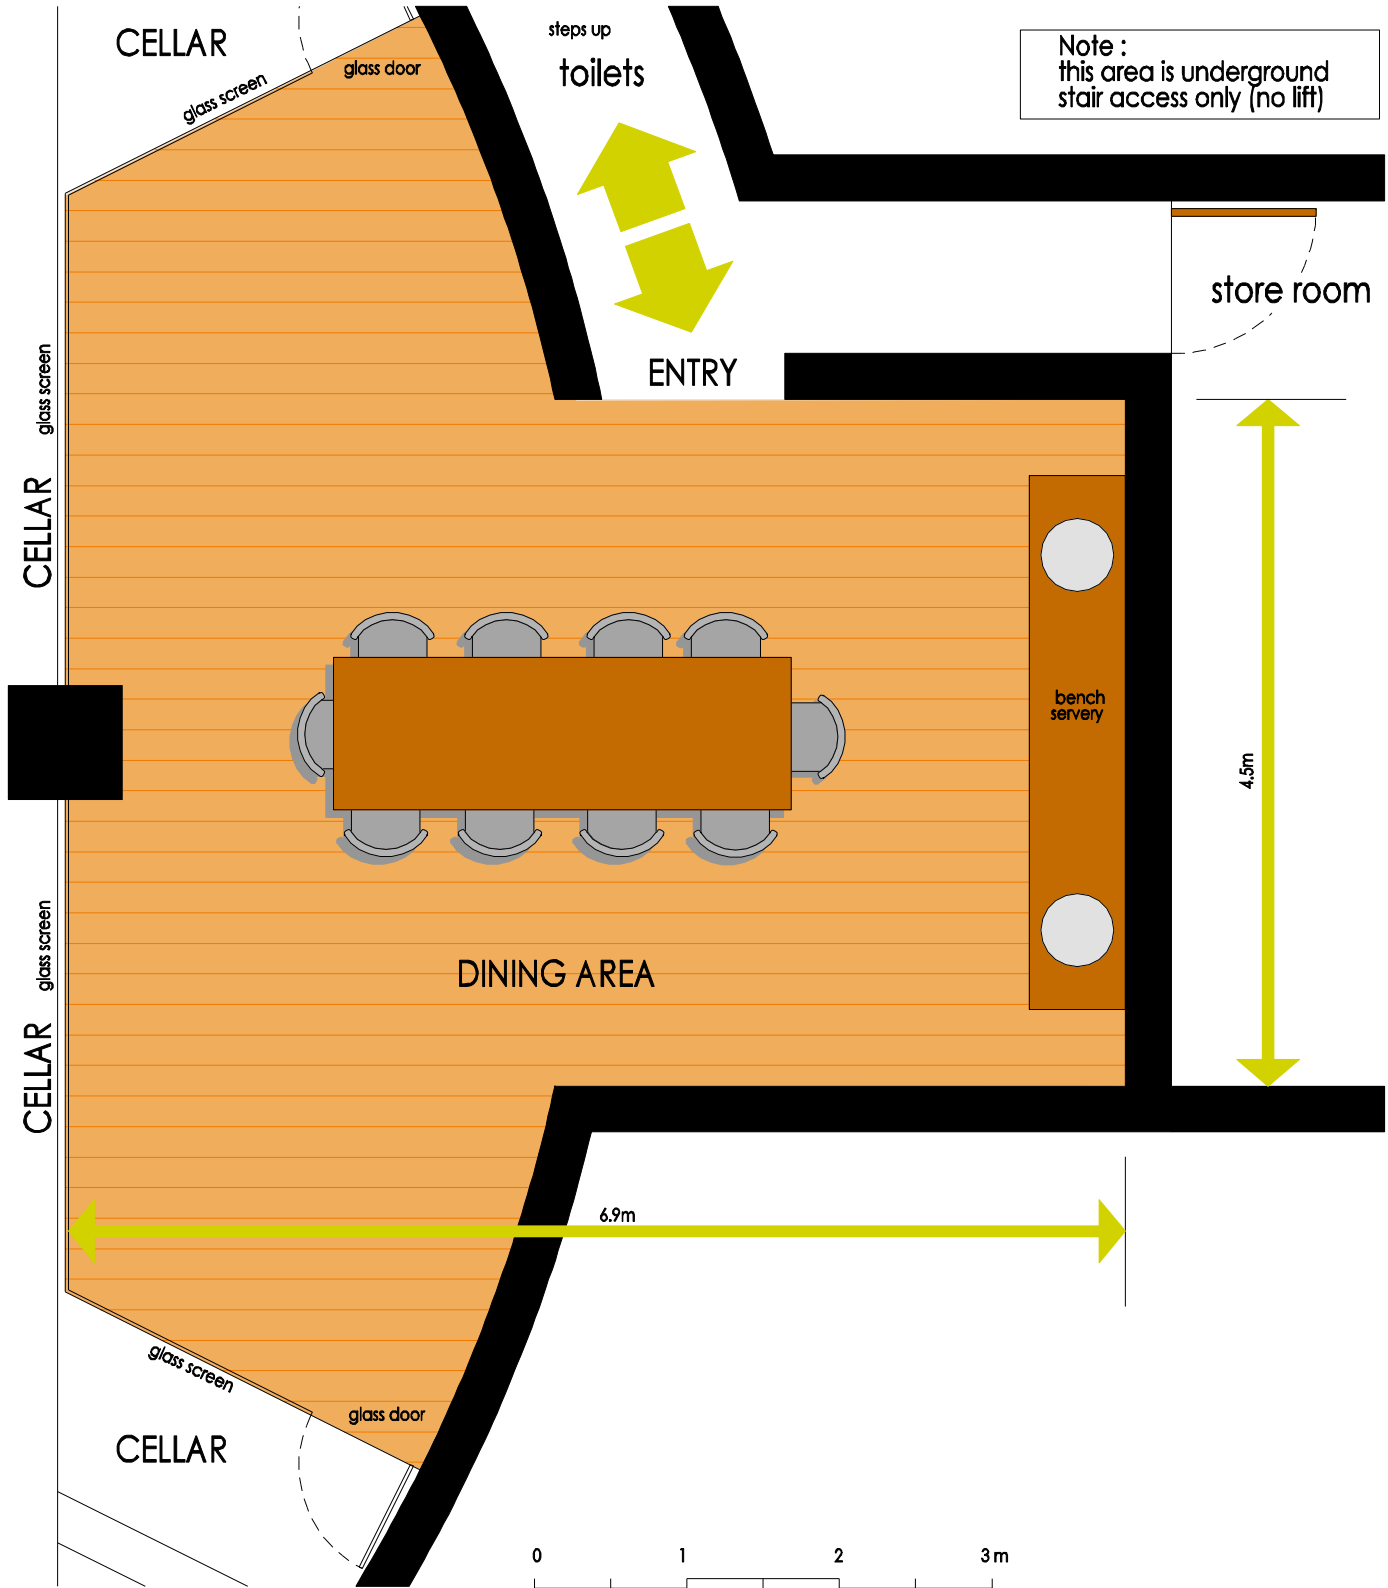 CELLAR
steps up
toilets
Note :
this area is underground
stair access only (no lift)
glass door
glass screen
store room
ENTRY
glass screen
CELLAR
bench
servery
4.5m
glass screen
DINING AREA
CELLAR
6.9m
glass screen
glass door
CELLAR
0 1 2 3 m